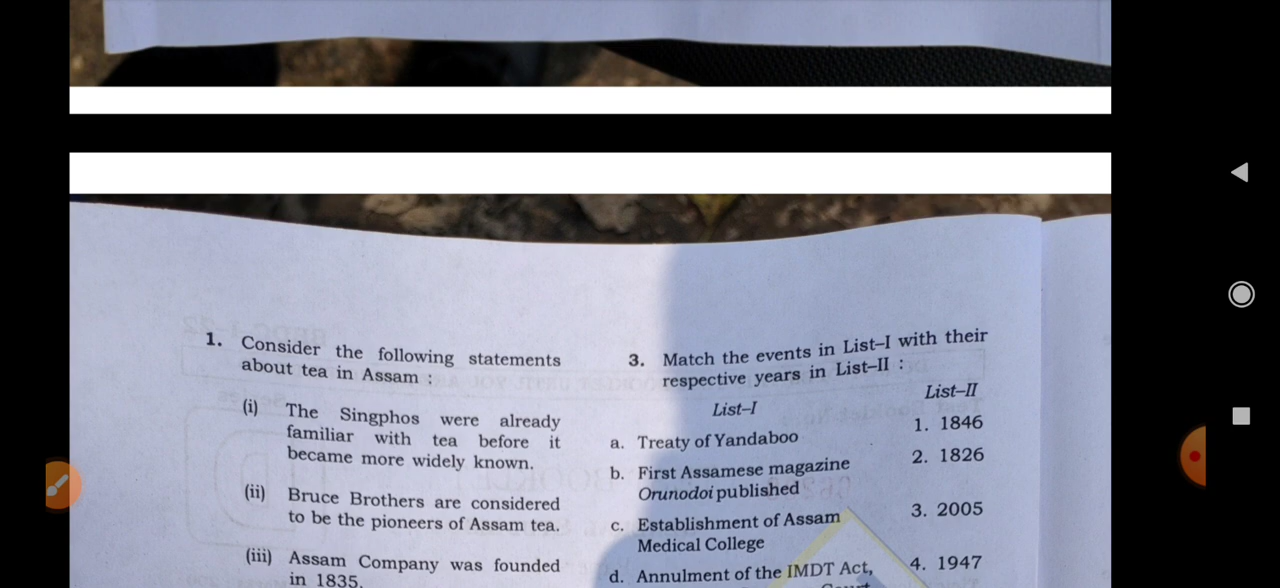 1. Consider the following statements
about tea in Assam :
(i) The Singphos were already
familiar with tea before it
became more widely known.
(ii) Bruce Brothers are considered
to be the pioneers of Assam tea.
(iii) Assam Company was founded
in 1835.
3. Match the events in List–I with their
respective years in List–II :
List–I List–II
a. Treaty of Yandaboo 1. 1846
b. First Assamese magazine 2. 1826
Orunodoi published
c. Establishment of Assam 3. 2005
Medical College
d. Annulment of the IMDT Act, 4. 1947
Court